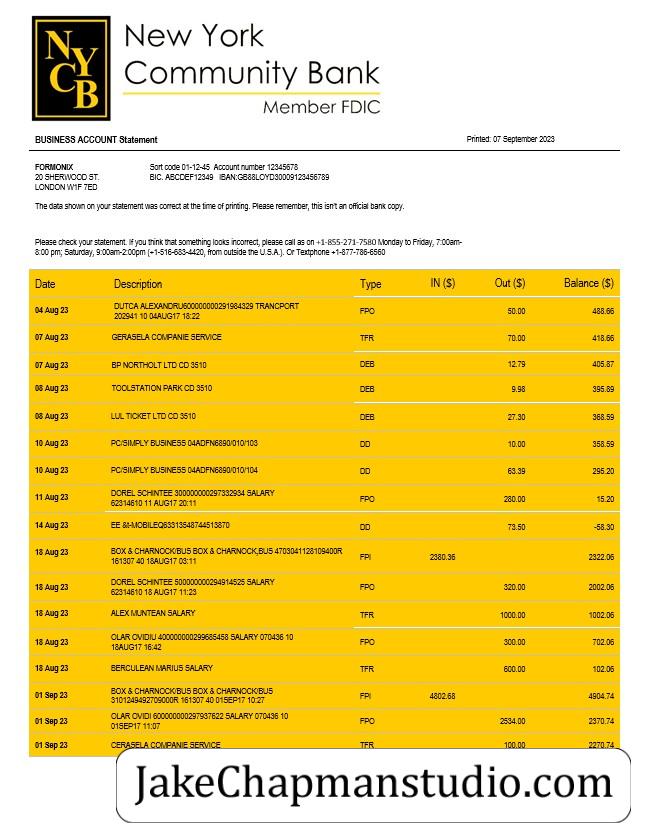 NYCB
New York
Community Bank
Member FDIC
BUSINESS ACCOUNT Statement Printed: 07 September 2023
FORMONIX Sort code 01-12-45 Account number 12345678
20 SHERWOOD ST. BIC. ABCDEF12349 IBAN:GB88LOYD30009123456789
LONDON W1F 7ED
The data shown on your statement was correct at the time of printing. Please remember, this isn't an official bank copy.
Please check your statement. If you think that something looks incorrect, please call as on +1-855-271-7580 Monday to Friday, 7:00am-
8:00 pm; Saturday, 9:00am-2:00pm (+1-516-683-4420, from outside the U.S.A.). Or Textphone +1-877-786-6560
Date Description Type IN ($) Out ($) Balance ($)
04 Aug 23 DUTCA ALEXANDRU600000000291984329 TRANCPORT FPO 50.00 488.66
202941 10 04AUG17 18:22
07 Aug 23 GERASELA COMPANIE SERVICE TFR 70.00 418.66
07 Aug 23 BP NORTHOLT LTD CD 3510 DEB 12.79 405.87
08 Aug 23 TOOLSTATION PARK CD 3510 DEB 9.98 395.89
08 Aug 23 LUL TICKET LTD CD 3510 DEB 27.30 368.59
10 Aug 23 PC/SIMPLY BUSINESS 04ADFN6890/010/103 DD 10.00 358.59
10 Aug 23 PC/SIMPLY BUSINESS 04ADFN6890/010/104 DD 63.39 295.20
11 Aug 23 DOREL SCHINTEE 300000000297332934 SALARY FPO 280.00 15.20
62314610 11 AUG17 20:11
14 Aug 23 EE &t-MOBILEQ63313548744513870 DD 73.50 -58.30
18 Aug 23 BOX & CHARNOCK/BUS BOX & CHARNOCK,BUS 4703041128109400R FPI 2380.36 2322.06
161307 40 18AUG17 03:11
18 Aug 23 DOREL SCHINTEE 500000000294914525 SALARY FPO 320.00 2002.06
62314610 18 AUG17 11:23
18 Aug 23 ALEX MUNTEAN SALARY TFR 1000.00 1002.06
18 Aug 23 OLAR OVIDIU 400000000299685458 SALARY 070436 10 FPO 300.00 702.06
18AUG17 16:42
18 Aug 23 BERCULEAN MARIUS SALARY TFR 600.00 102.06
01 Sep 23 BOX & CHARNOCK/BUS BOX & CHARNOCK/BUS FPI 4802.68 4904.74
3101249492709000R 161307 40 01SEP17 10:27
01 Sep 23 OLAR OVIDI 600000000297937622 SALARY 070436 10 FPO 2534.00 2370.74
01SEP17 11:07
01 Sep 23 CERASELA COMPANIE SERVICE TFR 100.00 2270.74
JakeChapmanstudio.com